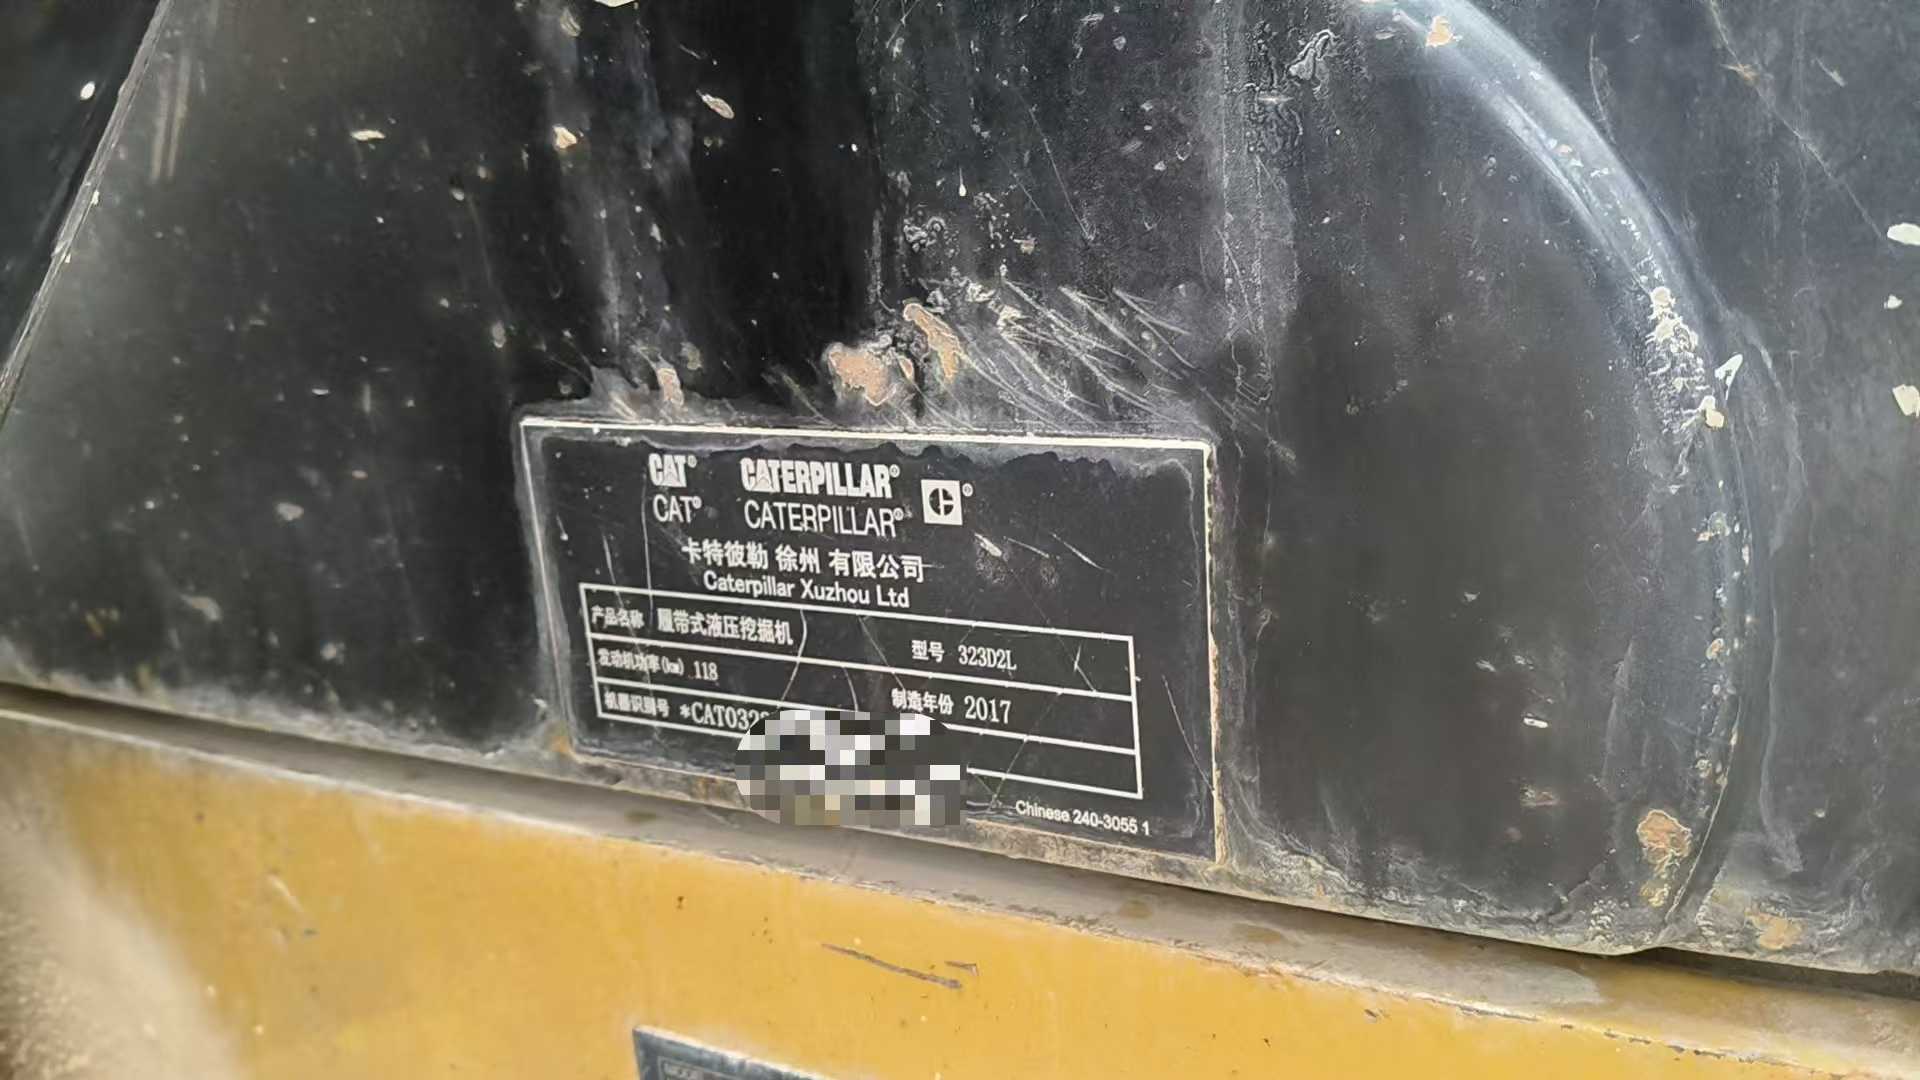 CAT® CATERPILLAR®
CAT® CATERPILLAR®
卡特彼勒 徐州 有限公司
Caterpillar Xuzhou Ltd
产品名称 履带式液压挖掘机 型号 323D2L
发动机功率(kw) 118 制造年份 2017
机器识别号 *CAT032
Chinese 240-3055 1